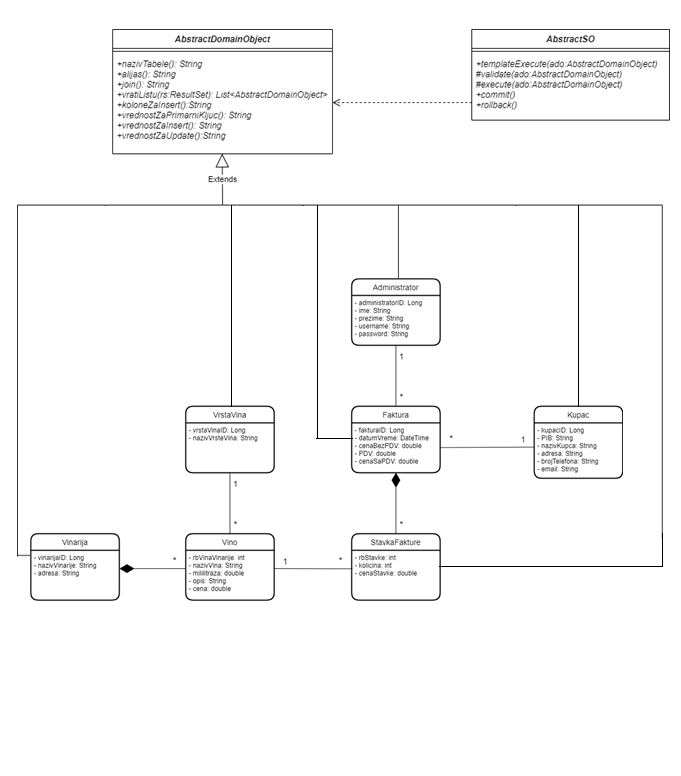 AbstractDomainObject
+nazivTabele(): String
+alijas(): String
+join(): String
+vratiListu(rs:ResultSet): List<AbstractDomainObject>
+koloneZaInsert():String
+vrednostZaPrimarniKljuc(): String
+vrednostZaInsert(): String
+vrednostZaUpdate():String
AbstractSO
+templateExecute(ado:AbstractDomainObject)
#validate(ado:AbstractDomainObject)
#execute(ado:AbstractDomainObject)
+commit()
+rollback()
Extends
Administrator
- administratorID: Long
- ime: String
- prezime: String
- username: String
- password: String
1
*
VrstaVina
- vrstaVinaID: Long
- nazivVrsteVina: String
Faktura
- fakturaID: Long
- datumVreme: DateTime
- cenaBezPDV: double
- PDV: double
- cenaSaPDV: double
*
1
Kupac
- kupacID: Long
- PIB: String
- nazivKupca: String
- adresa: String
- brojTelefona: String
- email: String
1
*
*
Vinarija
- vinarijaID: Long
- nazivVinarije: String
- adresa: String
*
Vino
- rbVinaVinarije: int
- nazivVina: String
- mililitraza: double
- opis: String
- cena: double
1
*
StavkaFakture
- rbStavke: int
- kolicina: int
- cenaStavke: double